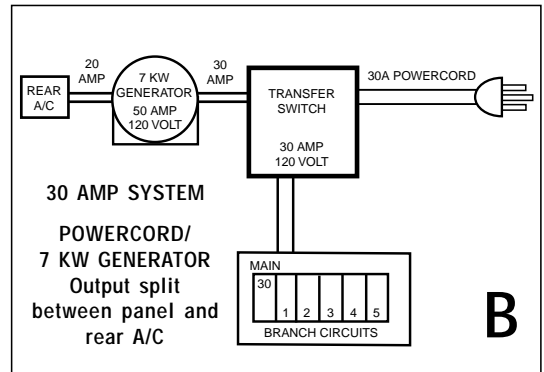 20
AMP
REAR
A/C
7 KW
GENERATOR
50 AMP
120 VOLT
30
AMP
TRANSFER
SWITCH
30 AMP
120 VOLT
30A POWERCORD
30 AMP SYSTEM
POWERCORD/
7 KW GENERATOR
Output split
between panel and
rear A/C
MAIN
30
1 2 3 4 5
BRANCH CIRCUITS
B